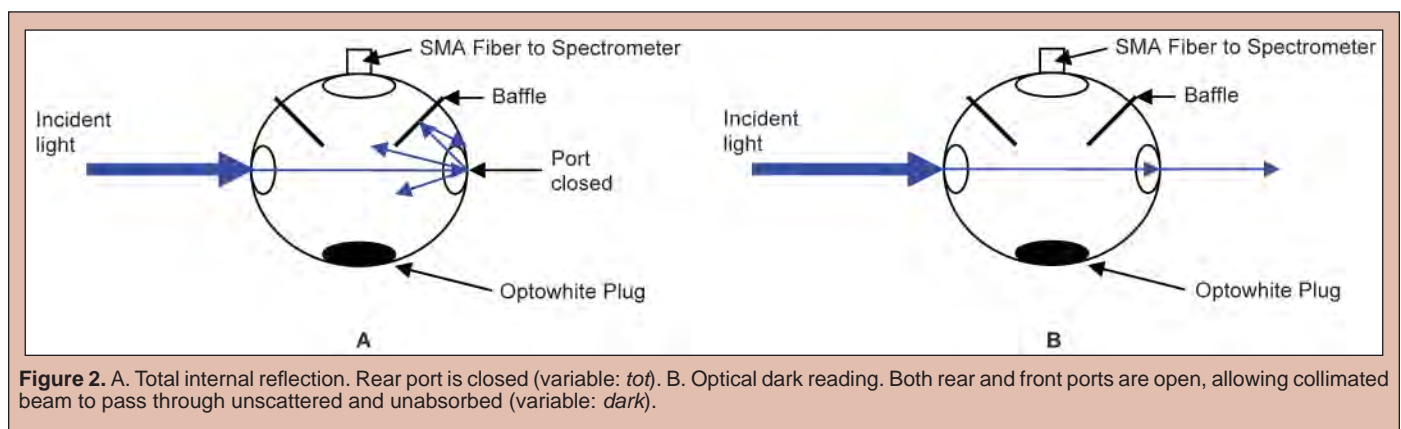 SMA Fiber to Spectrometer
Baffle
Incident
light
Port
closed
Optowhite Plug
A
SMA Fiber to Spectrometer
Baffle
Incident
light
Optowhite Plug
B
Figure 2. A. Total internal reflection. Rear port is closed (variable: tot). B. Optical dark reading. Both rear and front ports are open, allowing collimated
beam to pass through unscattered and unabsorbed (variable: dark).